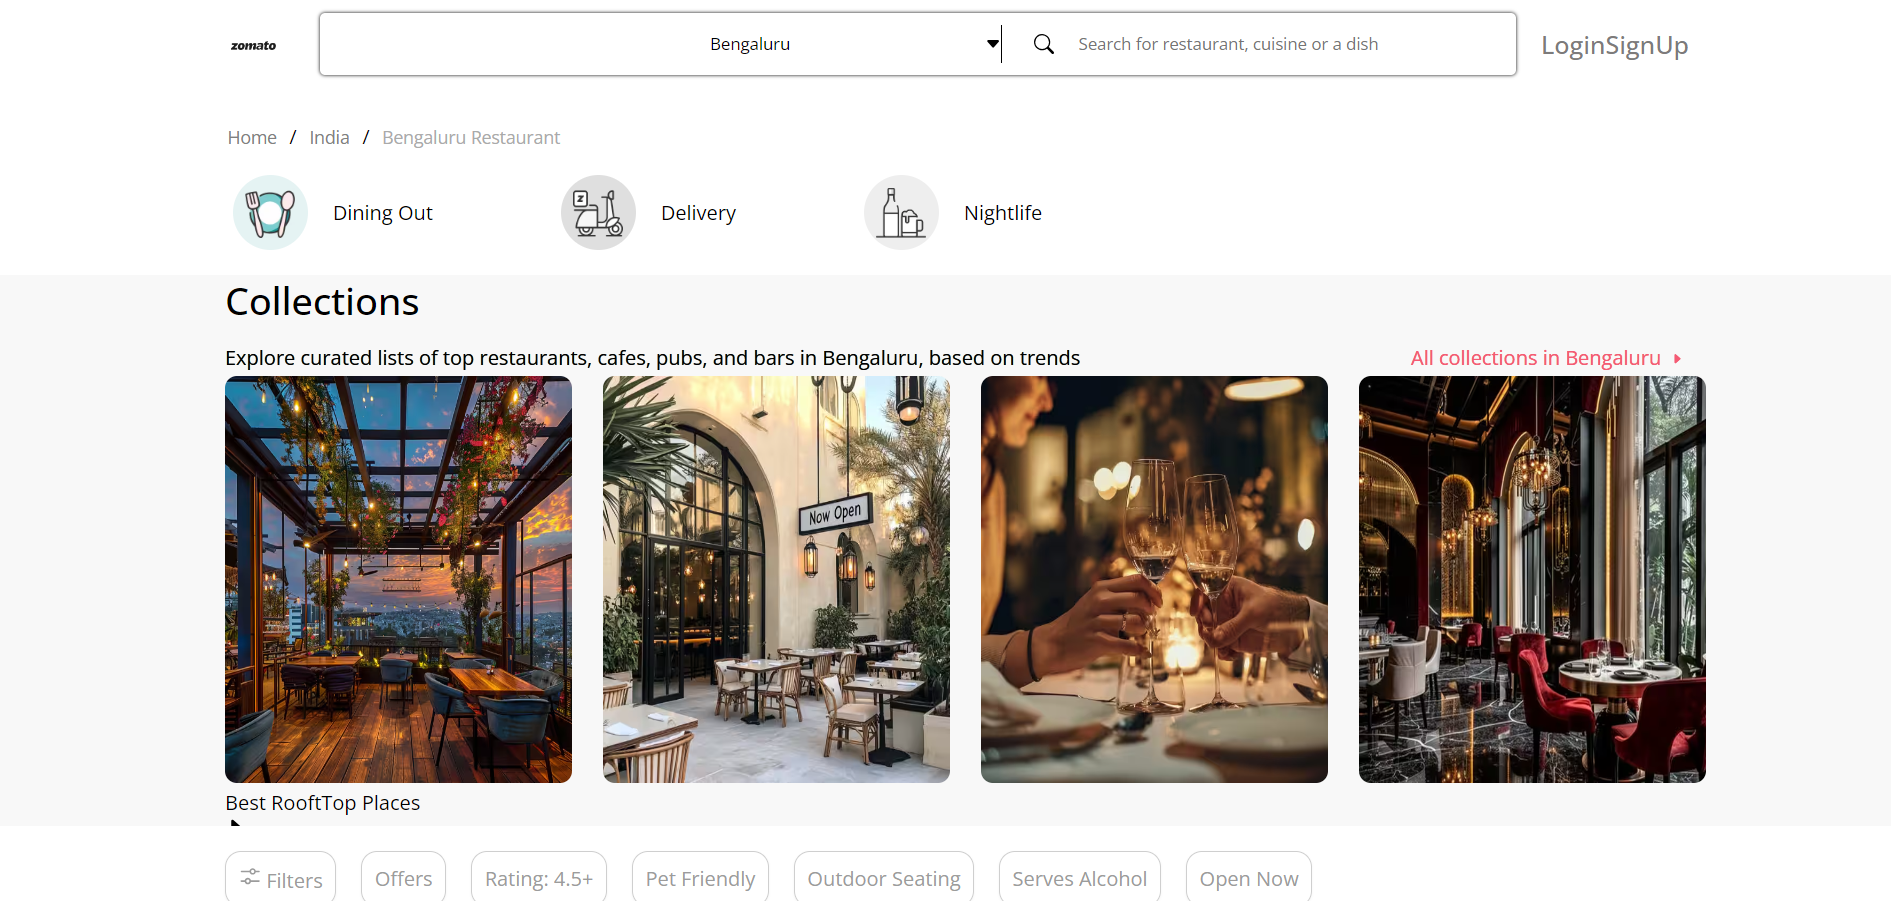 zomato
Bengaluru
Search for restaurant, cuisine or a dish
LoginSignUp
Home / India / Bengaluru Restaurant
Dining Out
z
Delivery
Nightlife
Collections
Explore curated lists of top restaurants, cafes, pubs, and bars in Bengaluru, based on trends
All collections in Bengaluru
Now Open
Best RooftTop Places
Filters
Offers
Rating: 4.5+
Pet Friendly
Outdoor Seating
Serves Alcohol
Open Now